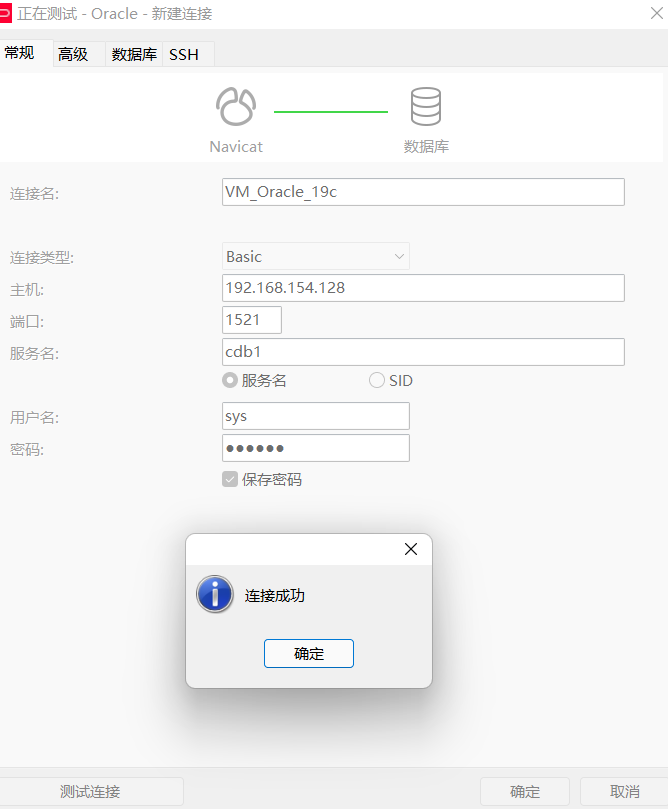 正在测试 - Oracle - 新建连接
常规 高级 数据库 SSH
Navicat 数据库
连接名: VM_Oracle_19c
连接类型: Basic
主机: 192.168.154.128
端口: 1521
服务名: cdb1
服务名 SID
用户名: sys
密码: ●●●●●●
保存密码
连接成功
确定
测试连接 确定 取消